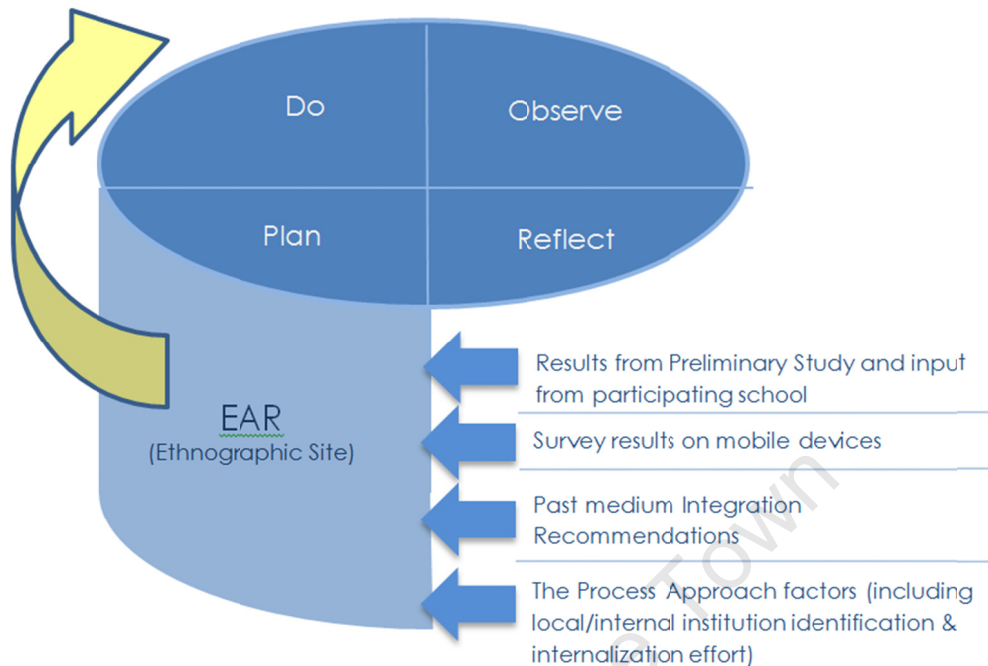 Do
Observe
Plan
Reflect
Results from Preliminary Study and input
from participating school
EAR
(Ethnographic Site)
Survey results on mobile devices
Past medium Integration
Recommendations
The Process Approach factors (including
local/internal institution identification &
internalization effort)
e Town